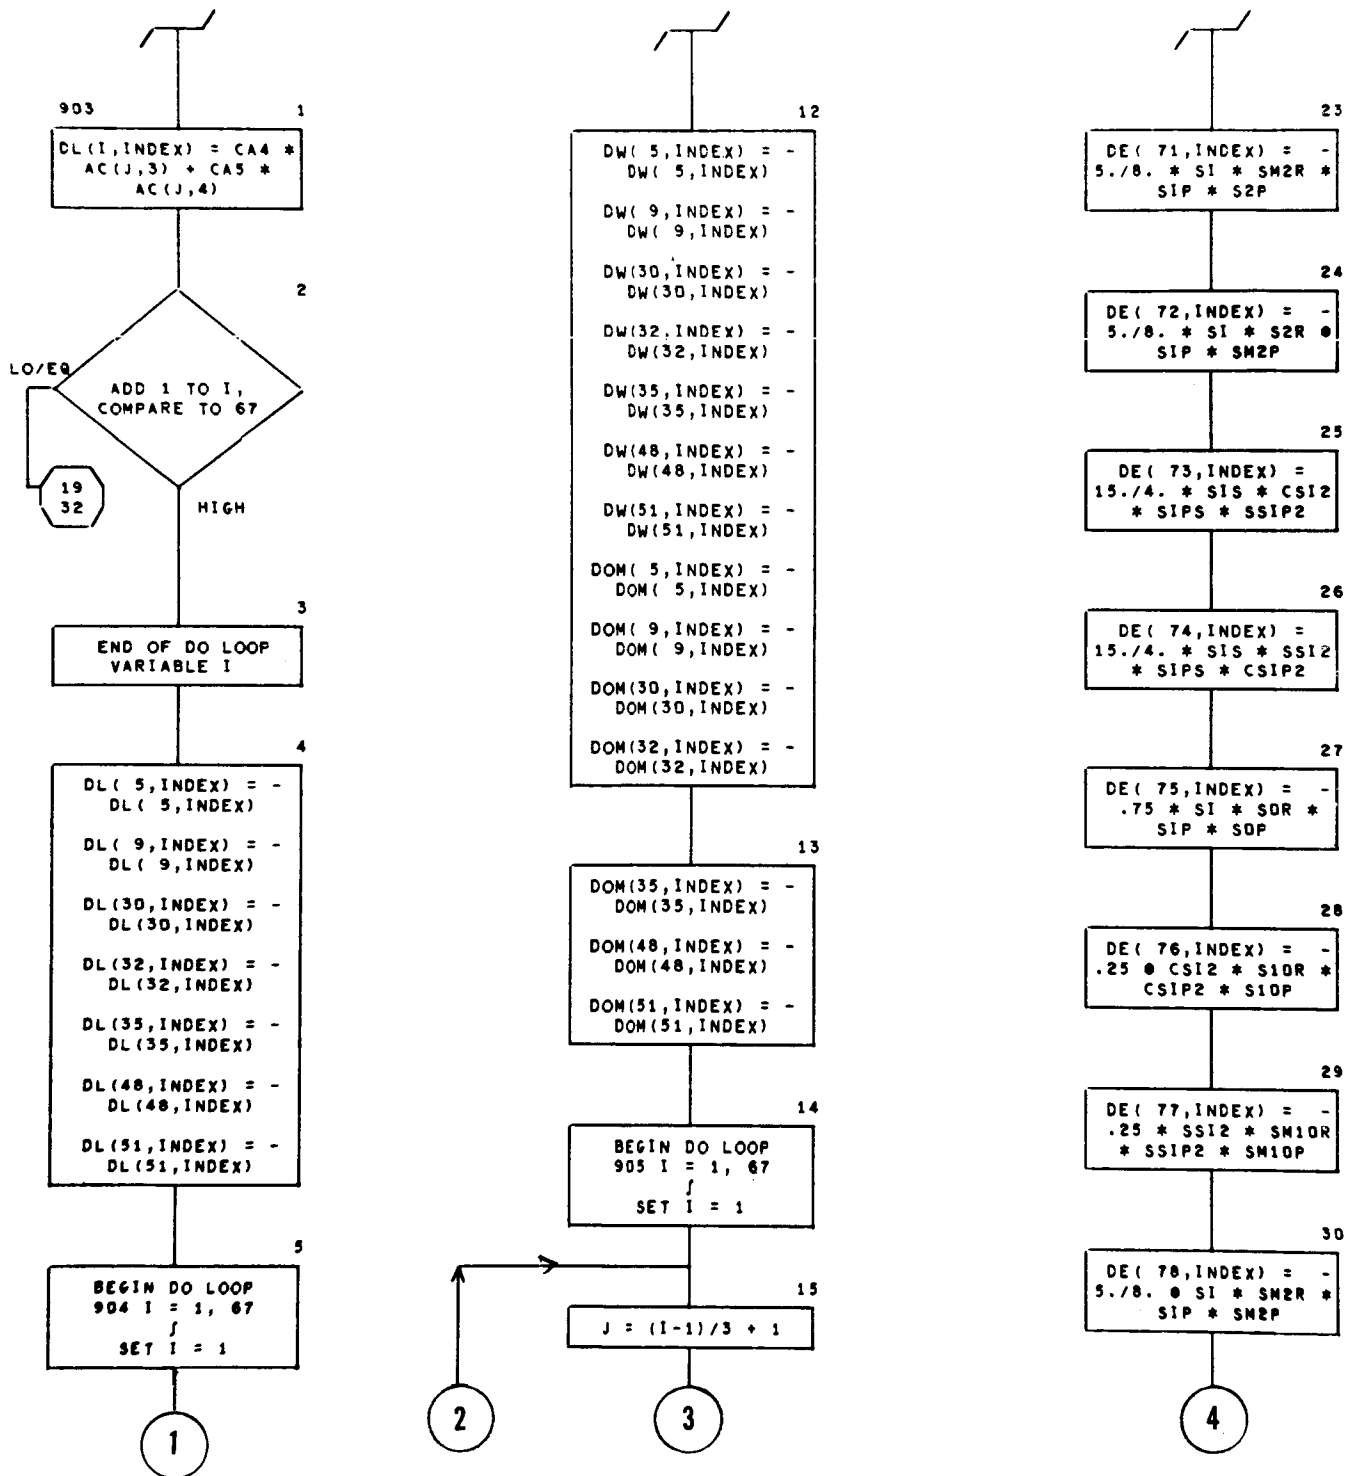 903 1
DL(I,INDEX) = CA4 *
AC(J,3) + CA5 *
AC(J,4)
2
LO/EQ
ADD 1 TO I,
COMPARE TO 67
19
32
HIGH
3
END OF DO LOOP
VARIABLE I
4
DL( 5,INDEX) = -
DL( 5,INDEX)
DL( 9,INDEX) = -
DL( 9,INDEX)
DL(30,INDEX) = -
DL(30,INDEX)
DL(32,INDEX) = -
DL(32,INDEX)
DL(35,INDEX) = -
DL(35,INDEX)
DL(48,INDEX) = -
DL(48,INDEX)
DL(51,INDEX) = -
DL(51,INDEX)
5
BEGIN DO LOOP
904 I = 1, 67
∫
SET I = 1
1
12
DW( 5,INDEX) = -
DW( 5,INDEX)
DW( 9,INDEX) = -
DW( 9,INDEX)
DW(30,INDEX) = -
DW(30,INDEX)
DW(32,INDEX) = -
DW(32,INDEX)
DW(35,INDEX) = -
DW(35,INDEX)
DW(48,INDEX) = -
DW(48,INDEX)
DW(51,INDEX) = -
DW(51,INDEX)
DOM( 5,INDEX) = -
DOM( 5,INDEX)
DOM( 9,INDEX) = -
DOM( 9,INDEX)
DOM(30,INDEX) = -
DOM(30,INDEX)
DOM(32,INDEX) = -
DOM(32,INDEX)
13
DOM(35,INDEX) = -
DOM(35,INDEX)
DOM(48,INDEX) = -
DOM(48,INDEX)
DOM(51,INDEX) = -
DOM(51,INDEX)
14
BEGIN DO LOOP
905 I = 1, 67
∫
SET I = 1
15
J = (I-1)/3 + 1
2
3
23
DE( 71,INDEX) = -
5./8. * SI * SM2R *
SIP * S2P
24
DE( 72,INDEX) = -
5./8. * SI * S2R *
SIP * SM2P
25
DE( 73,INDEX) =
15./4. * SIS * CSI2
* SIPS * SSIP2
26
DE( 74,INDEX) =
15./4. * SIS * SSI2
* SIPS * CSIP2
27
DE( 75,INDEX) = -
.75 * SI * S0R *
SIP * S0P
28
DE( 76,INDEX) = -
.25 * CSI2 * S10R *
CSIP2 * S10P
29
DE( 77,INDEX) = -
.25 * SSI2 * SM10R
* SSIP2 * SM10P
30
DE( 78,INDEX) = -
5./8. * SI * SM2R *
SIP * SM2P
4